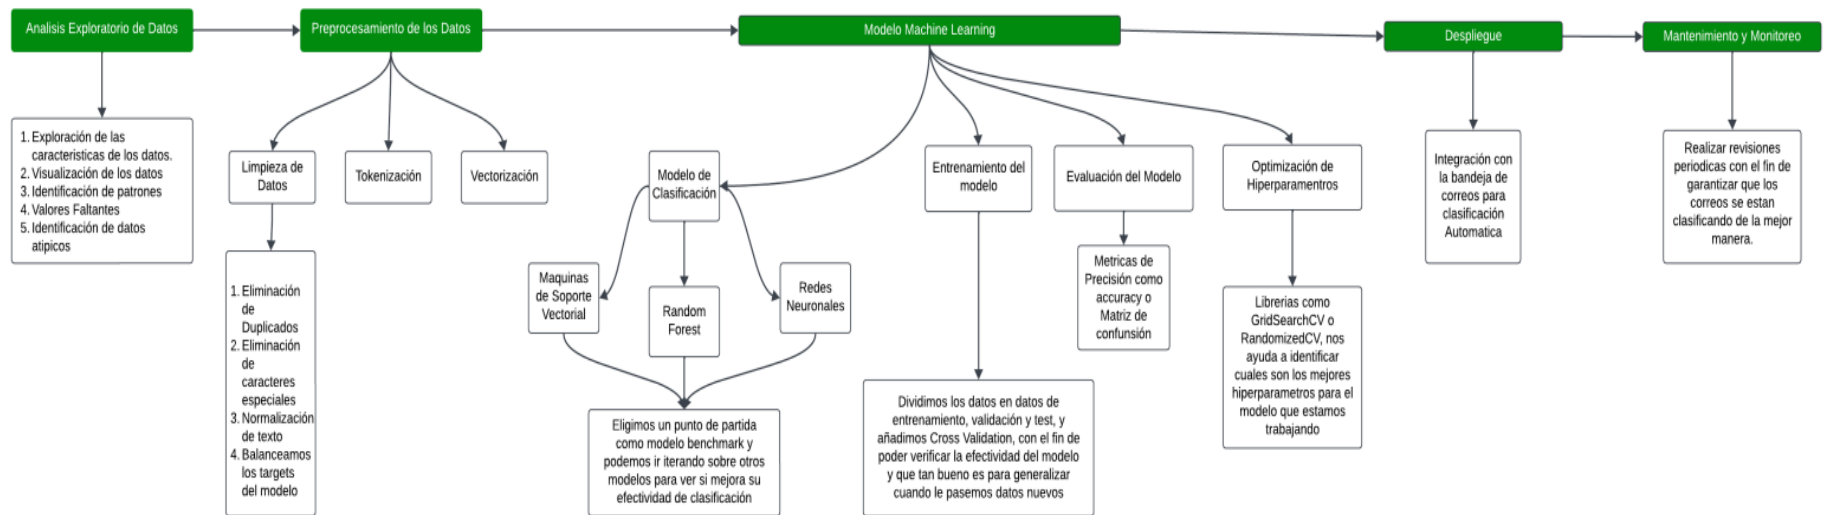 Analisis Exploratorio de Datos
Preprocesamiento de los Datos
Modelo Machine Learning
Despliegue
Mantenimiento y Monitoreo
1. Exploración de las
caracteristicas de los datos.
2. Visualización de los datos
3. Identificación de patrones
4. Valores Faltantes
5. Identificación de datos
atipicos
Limpieza de
Datos
Tokenización
Vectorización
1. Eliminación
de
Duplicados
2. Eliminación
de
caracteres
especiales
3. Normalización
de texto
4. Balanceamos
los targets
del modelo
Modelo de
Clasificación
Maquinas
de Soporte
Vectorial
Random
Forest
Redes
Neuronales
Eligimos un punto de partida
como modelo benchmark y
podemos ir iterando sobre otros
modelos para ver si mejora su
efectividad de clasificación
Entrenamiento del
modelo
Dividimos los datos en datos de
entrenamiento, validación y test, y
añadimos Cross Validation, con el fin de
poder verificar la efectividad del modelo
y que tan bueno es para generalizar
cuando le pasemos datos nuevos
Evaluación del Modelo
Metricas de
Precisión como
accuracy o
Matriz de
confunsión
Optimización de
Hiperparamentros
Librerias como
GridSearchCV o
RandomizedCV, nos
ayuda a identificar
cuales son los mejores
hiperparametros para el
modelo que estamos
trabajando
Integración con
la bandeja de
correos para
clasificación
Automatica
Realizar revisiones
periodicas con el fin de
garantizar que los
correos se estan
clasificando de la mejor
manera.